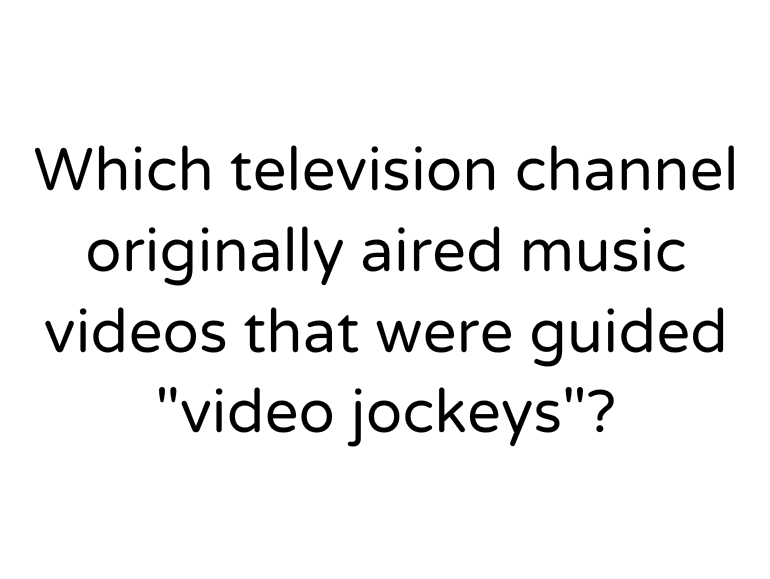 Which television channel
originally aired music
videos that were guided
"video jockeys"?